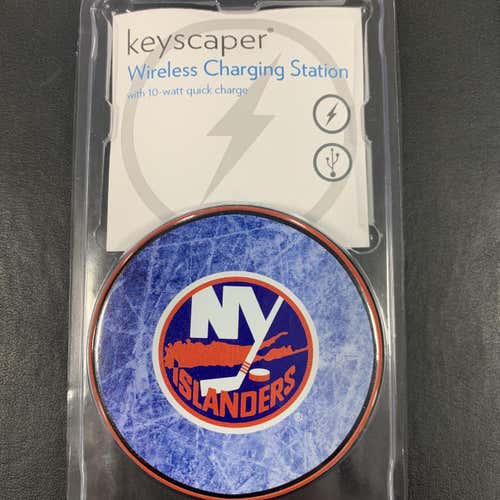 keyscaper®
Wireless Charging Station
with 10-watt quick charge
NY
ISLANDERS
®